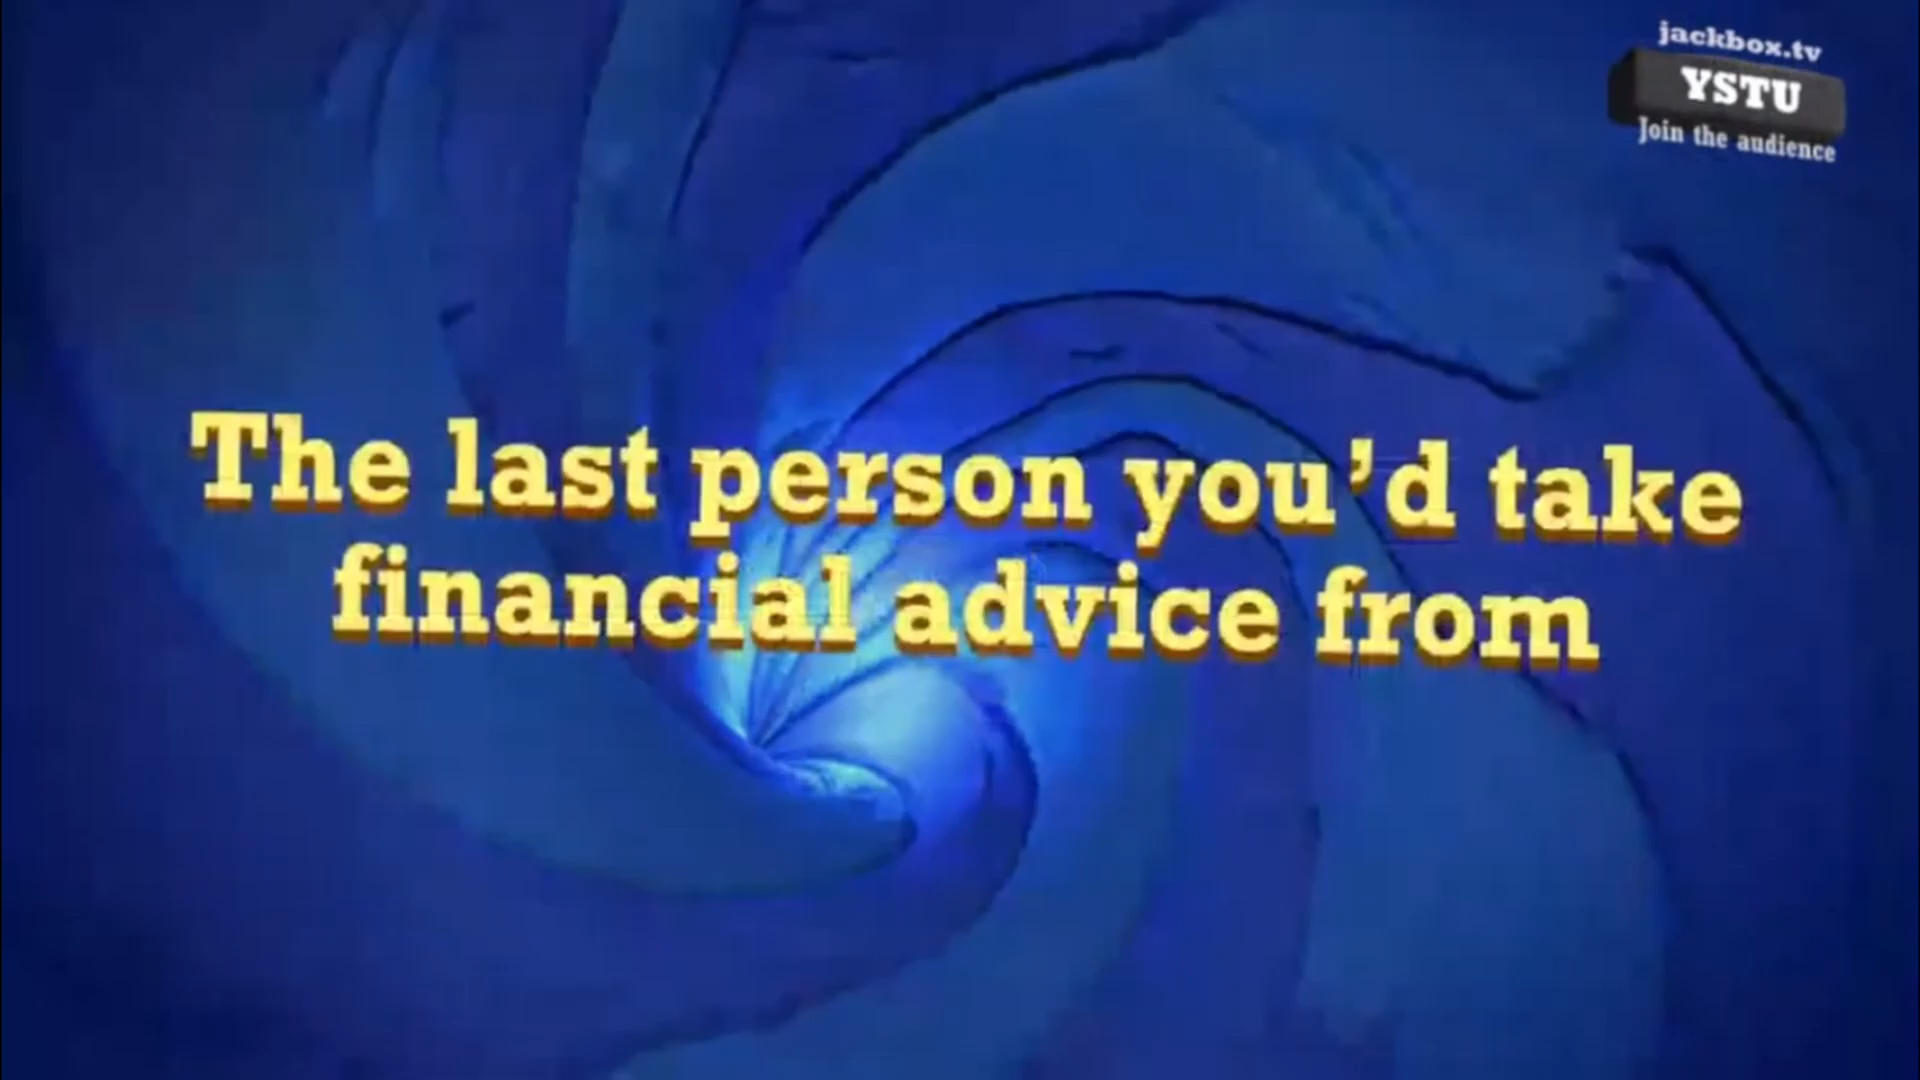 jackbox.tv
YSTU
Join the audience
The last person you’d take
financial advice from